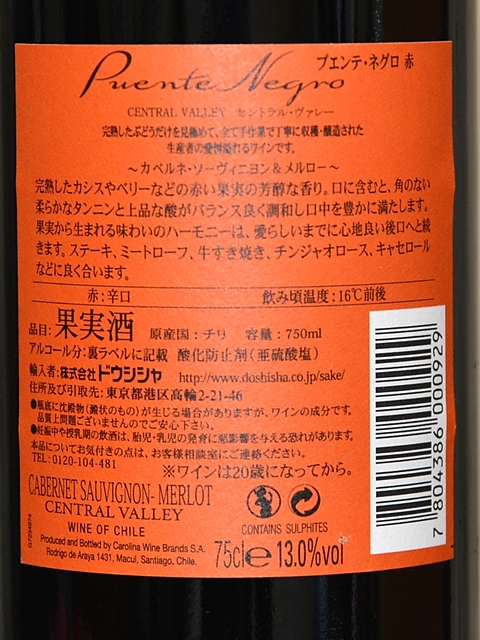 Puente Negro プエンテ・ネグロ 赤
CENTRAL VALLEY セントラル・ヴァレー
完熟したぶどうだけを見極めて、全て手作業で丁寧に収穫・醸造された
生産者の愛情溢れるワインです。
～カベルネ・ソーヴィニヨン&メルロー～
完熟したカシスやベリーなどの赤い果実の芳醇な香り。口に含むと、角のない
柔らかなタンニンと上品な酸がバランス良く調和し口中を豊かに満たします。
果実から生まれる味わいのハーモニーは、愛らしいまでに心地良い後口へと続
きます。ステーキ、ミートローフ、牛すき焼き、チンジャオロース、キャセロール
などに良く合います。
赤:辛口 飲み頃温度:16℃前後
品目:果実酒 原産国:チリ 容量:750ml
アルコール分:裏ラベルに記載 酸化防止剤(亜硫酸塩)
輸入者:株式会社ドウシシャ http://www.doshisha.co.jp/sake/
住所及び引取先:東京都港区高輪2-21-46
●瓶底に沈殿物(澱状のもの)が生じる場合がありますが、ワインの成分です。
品質上問題ございませんのでご安心下さい。
●妊娠中や授乳期の飲酒は、胎児・乳児の発育に悪影響を与える恐れがあります。
本品についてお気付きの点は、お客様相談室にご連絡ください。
TEL:0120-104-481
※ワインは20歳になってから。
CABERNET SAUVIGNON- MERLOT
CENTRAL VALLEY
WINE OF CHILE
CONTAINS SULPHITES
Produced and Bottled by Carolina Wine Brands S.A.
Rodrigo de Araya 1431, Macul, Santiago, Chile.
75cl e 13.0%vol
7 804386 000929